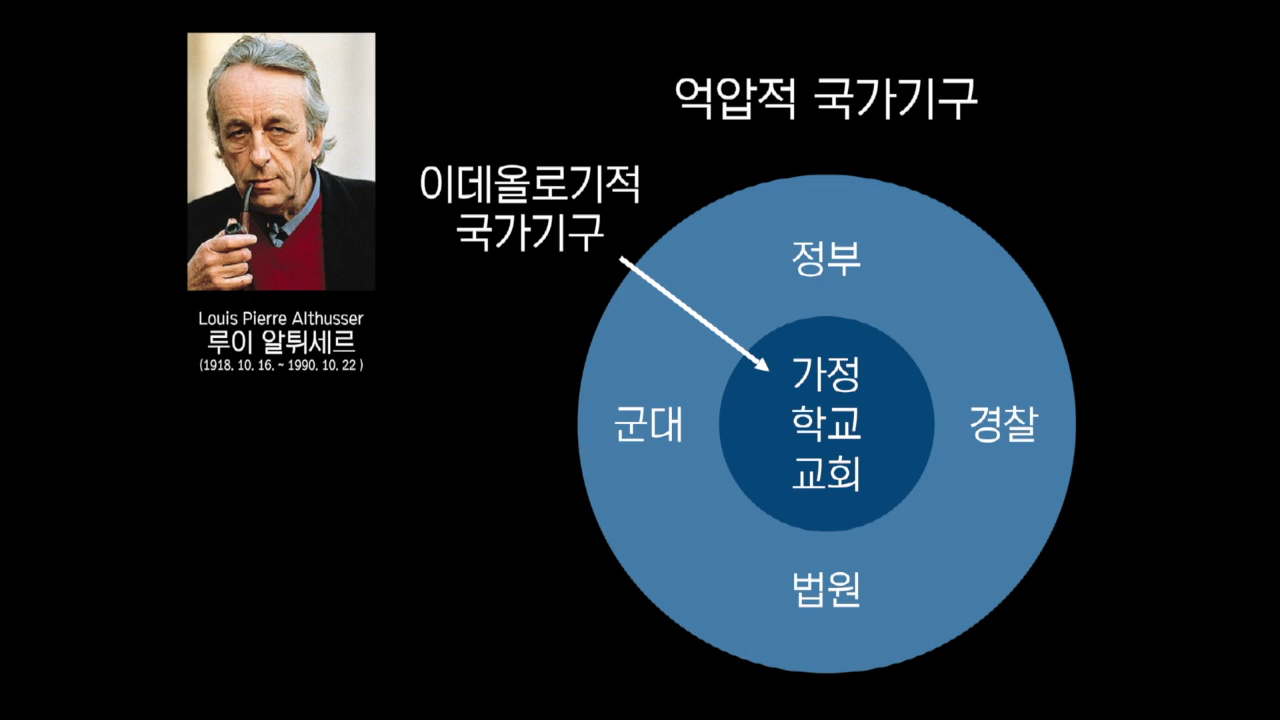 억압적 국가기구
이데올로기적
국가기구
Louis Pierre Althusser
루이 알튀세르
(1918. 10. 16. ~ 1990. 10. 22 )
정부
가정
군대 학교 경찰
교회
법원